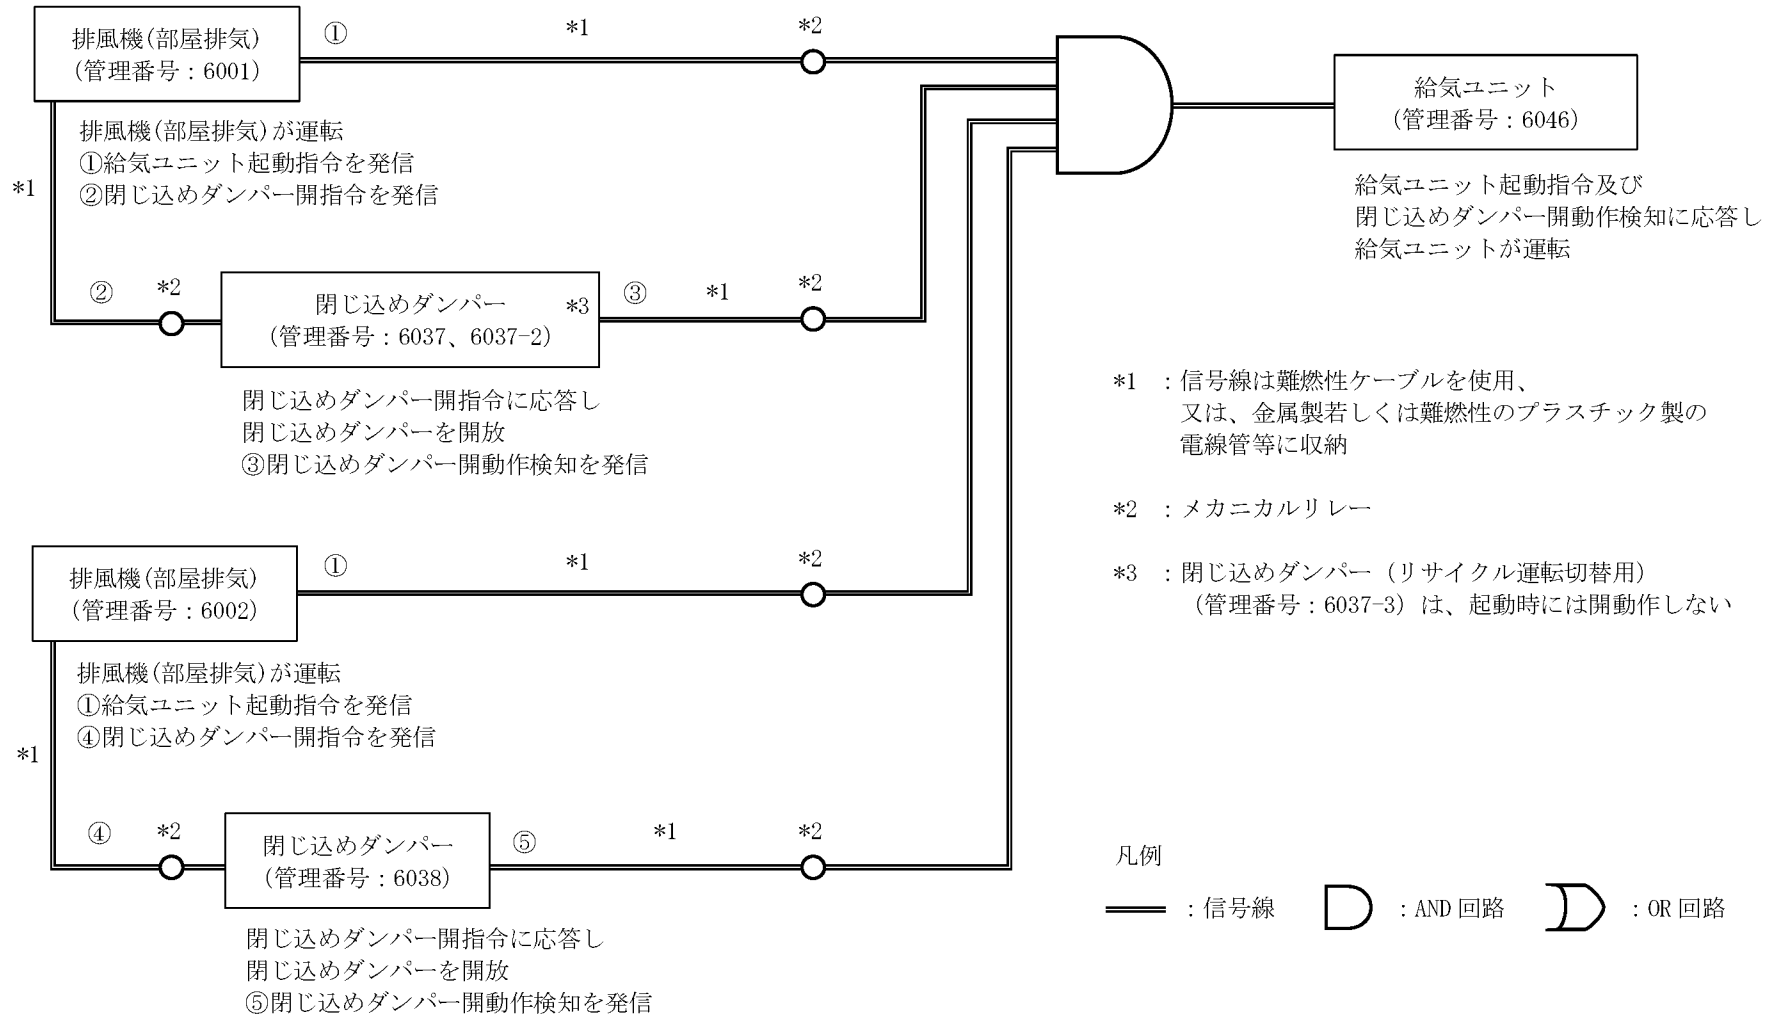 排風機(部屋排気)
(管理番号：6001)
① *1 *2
排風機(部屋排気)が運転
①給気ユニット起動指令を発信
②閉じ込めダンパー開指令を発信
*1
給気ユニット
(管理番号：6046)
給気ユニット起動指令及び
閉じ込めダンパー開動作検知に応答し
給気ユニットが運転
② *2
閉じ込めダンパー
(管理番号：6037、6037-2)
*3
③ *1 *2
閉じ込めダンパー開指令に応答し
閉じ込めダンパーを開放
③閉じ込めダンパー開動作検知を発信
*1 ：信号線は難燃性ケーブルを使用、
又は、金属製若しくは難燃性のプラスチック製の
電線管等に収納
*2 ：メカニカルリレー
*3 ：閉じ込めダンパー（リサイクル運転切替用）
（管理番号：6037-3）は、起動時には開動作しない
排風機(部屋排気)
(管理番号：6002)
① *1 *2
排風機(部屋排気)が運転
①給気ユニット起動指令を発信
④閉じ込めダンパー開指令を発信
*1
④ *2
閉じ込めダンパー
(管理番号：6038)
⑤ *1 *2
閉じ込めダンパー開指令に応答し
閉じ込めダンパーを開放
⑤閉じ込めダンパー開動作検知を発信
凡例
：信号線 ：AND 回路 ：OR 回路